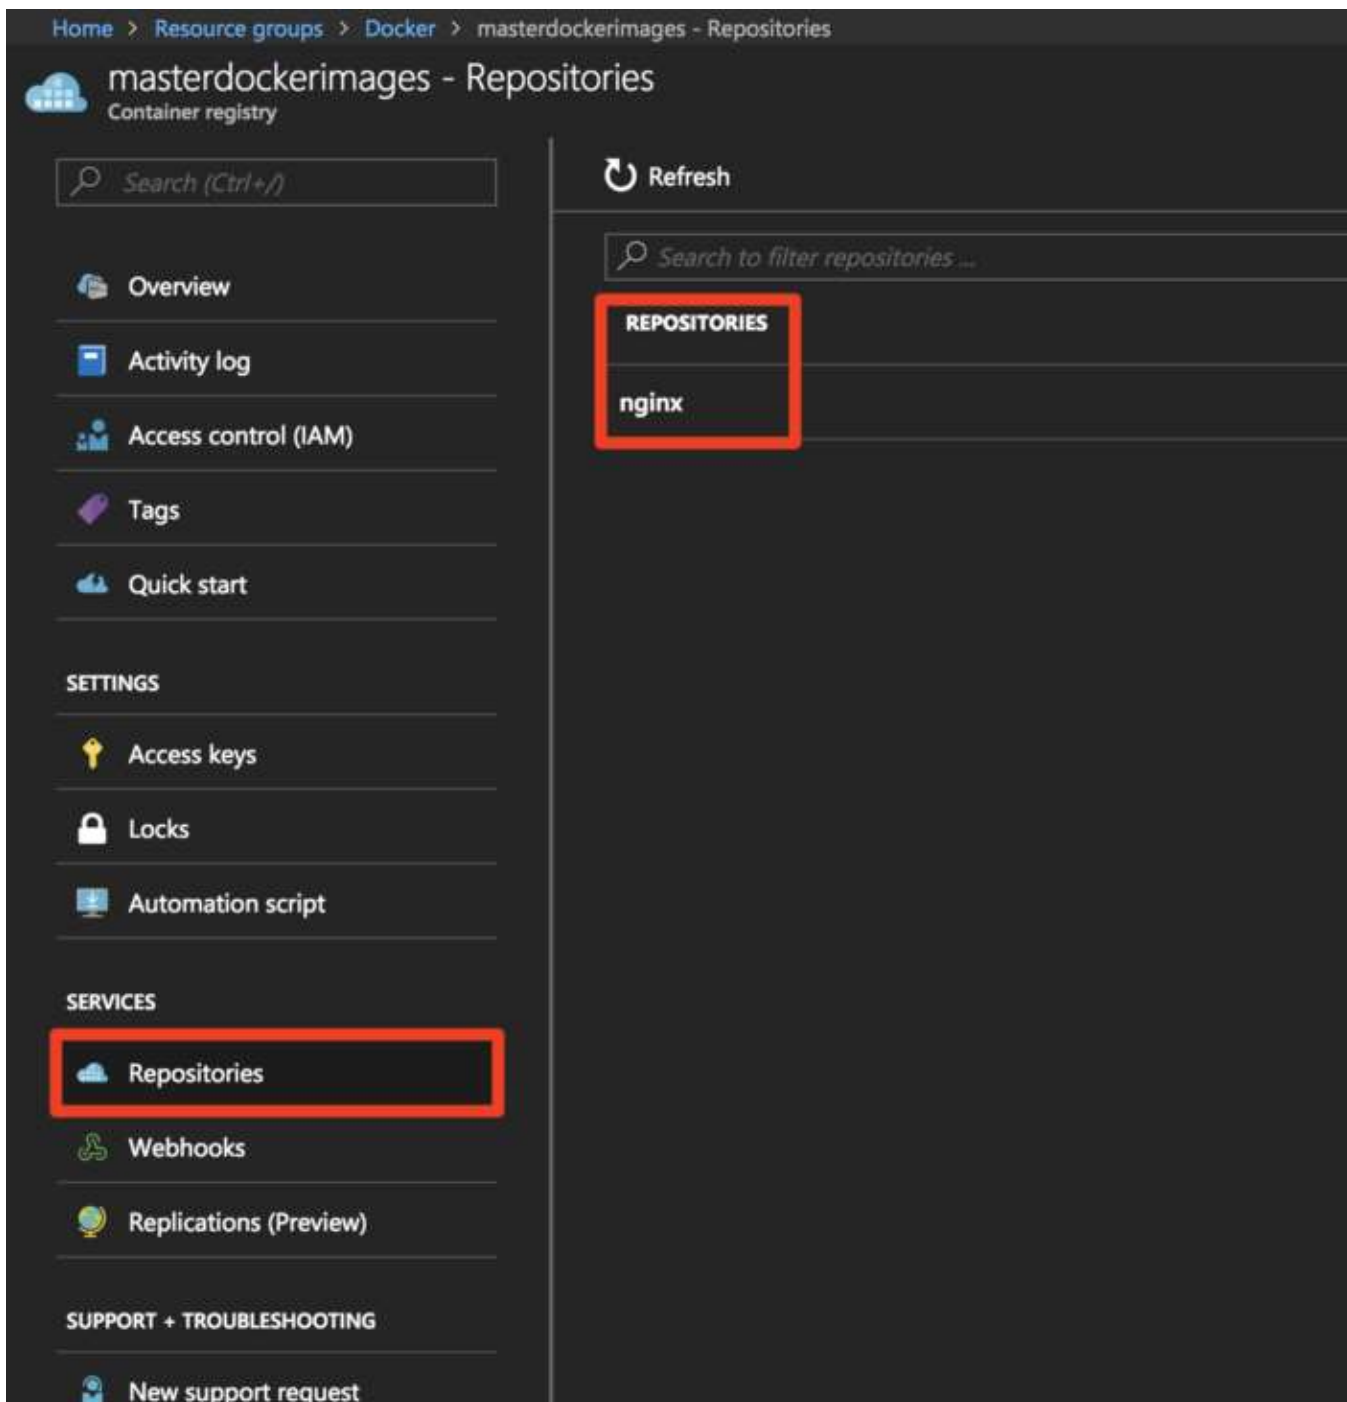 Home > Resource groups > Docker > masterdockerimages - Repositories
masterdockerimages - Repositories
Container registry
Search (Ctrl+/)
Overview
Activity log
Access control (IAM)
Tags
Quick start
SETTINGS
Access keys
Locks
Automation script
SERVICES
Repositories
Webhooks
Replications (Preview)
SUPPORT + TROUBLESHOOTING
New support request
Refresh
Search to filter repositories ...
REPOSITORIES
nginx